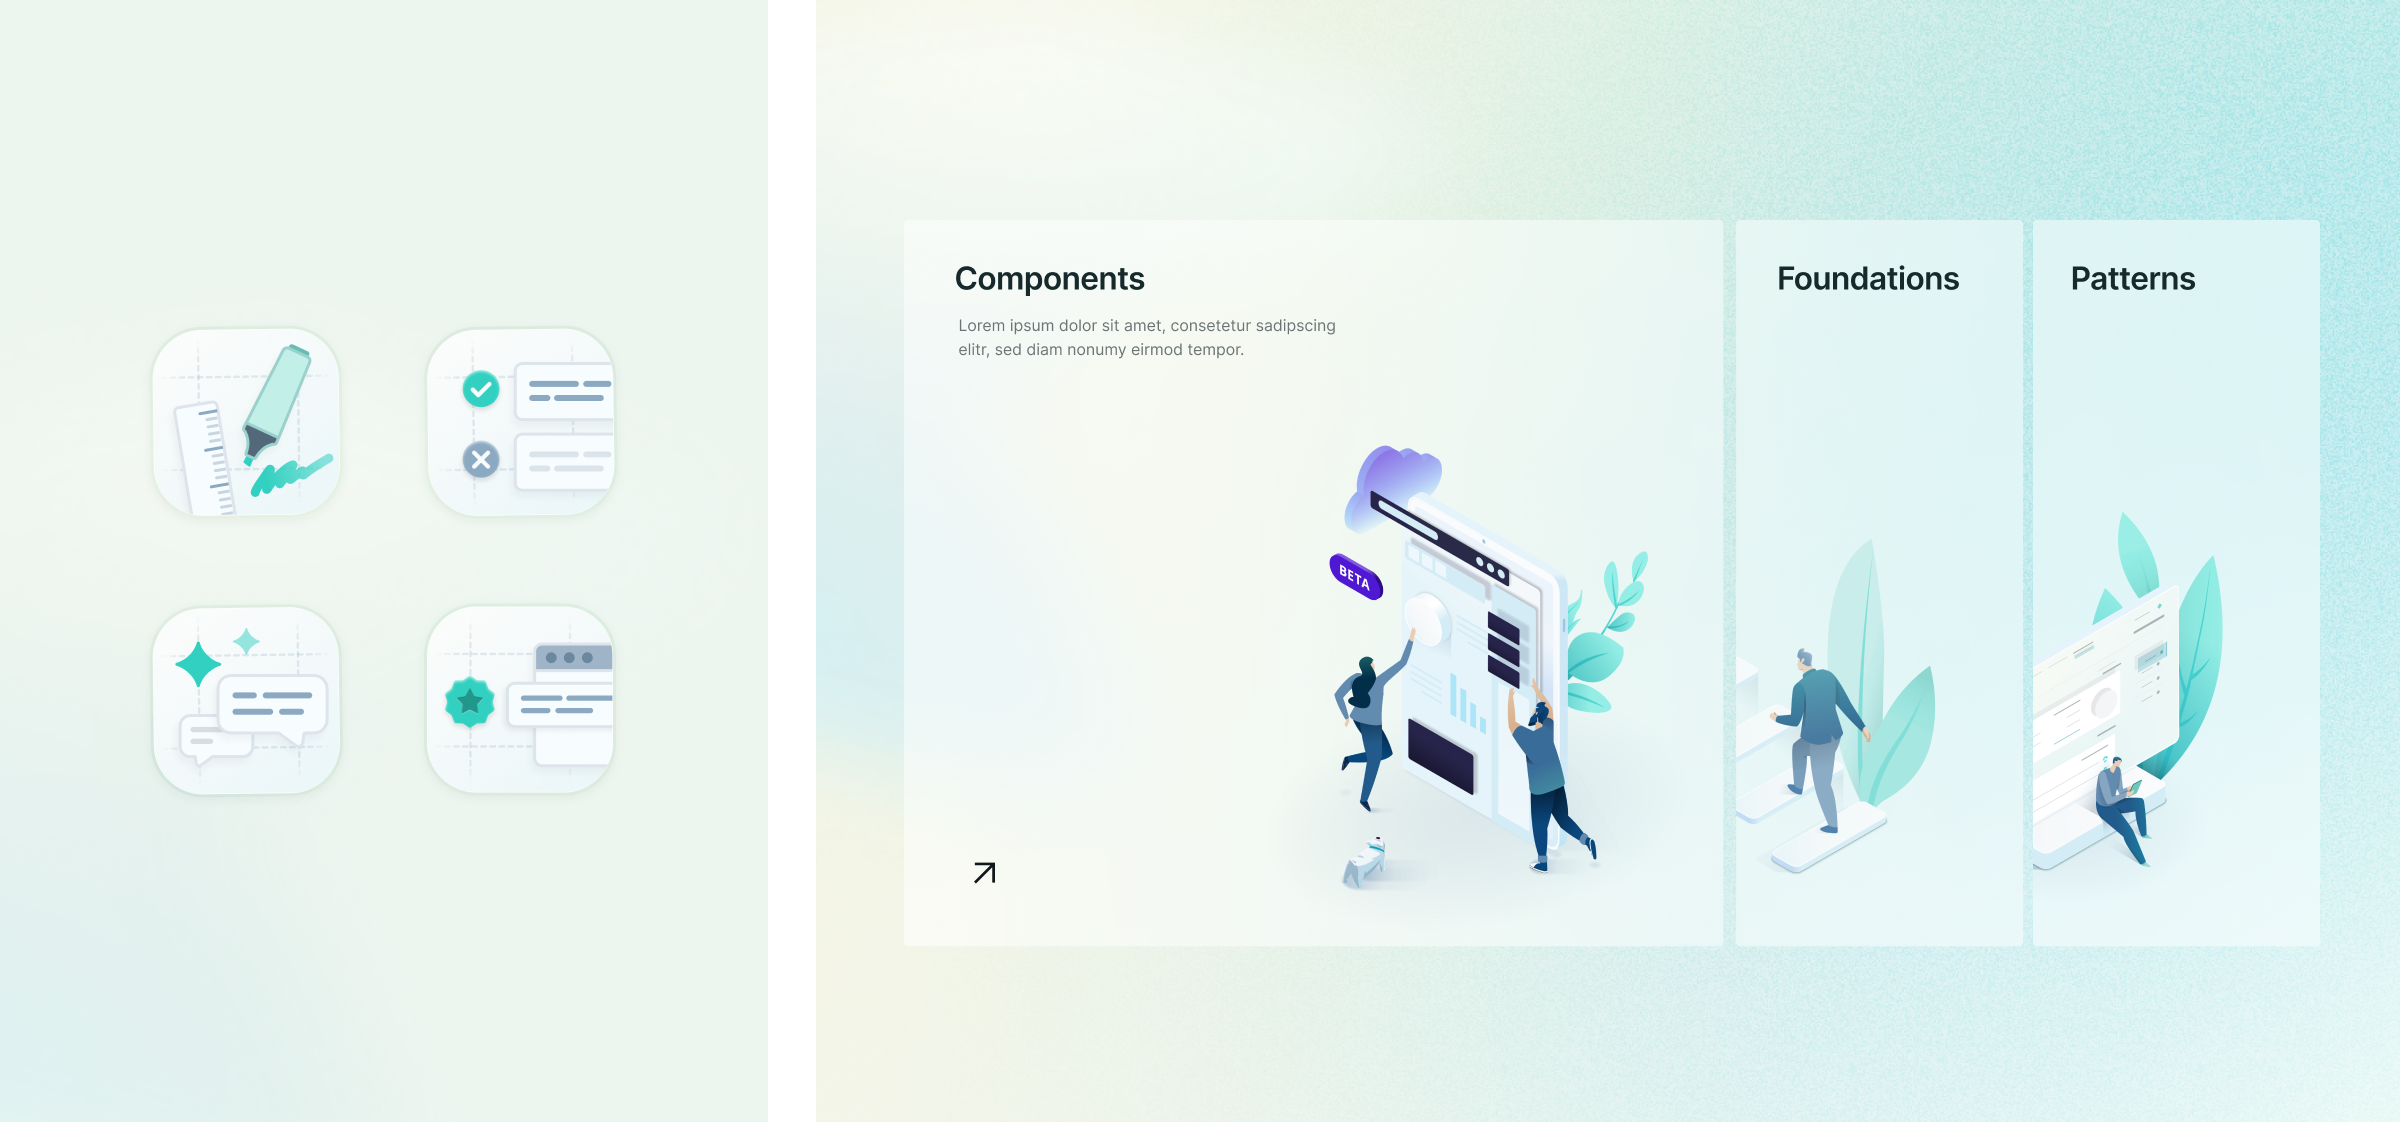 Components
Lorem ipsum dolor sit amet, consetetur sadipscing
elitr, sed diam nonumy eirmod tempor.
BETA
Foundations
Patterns